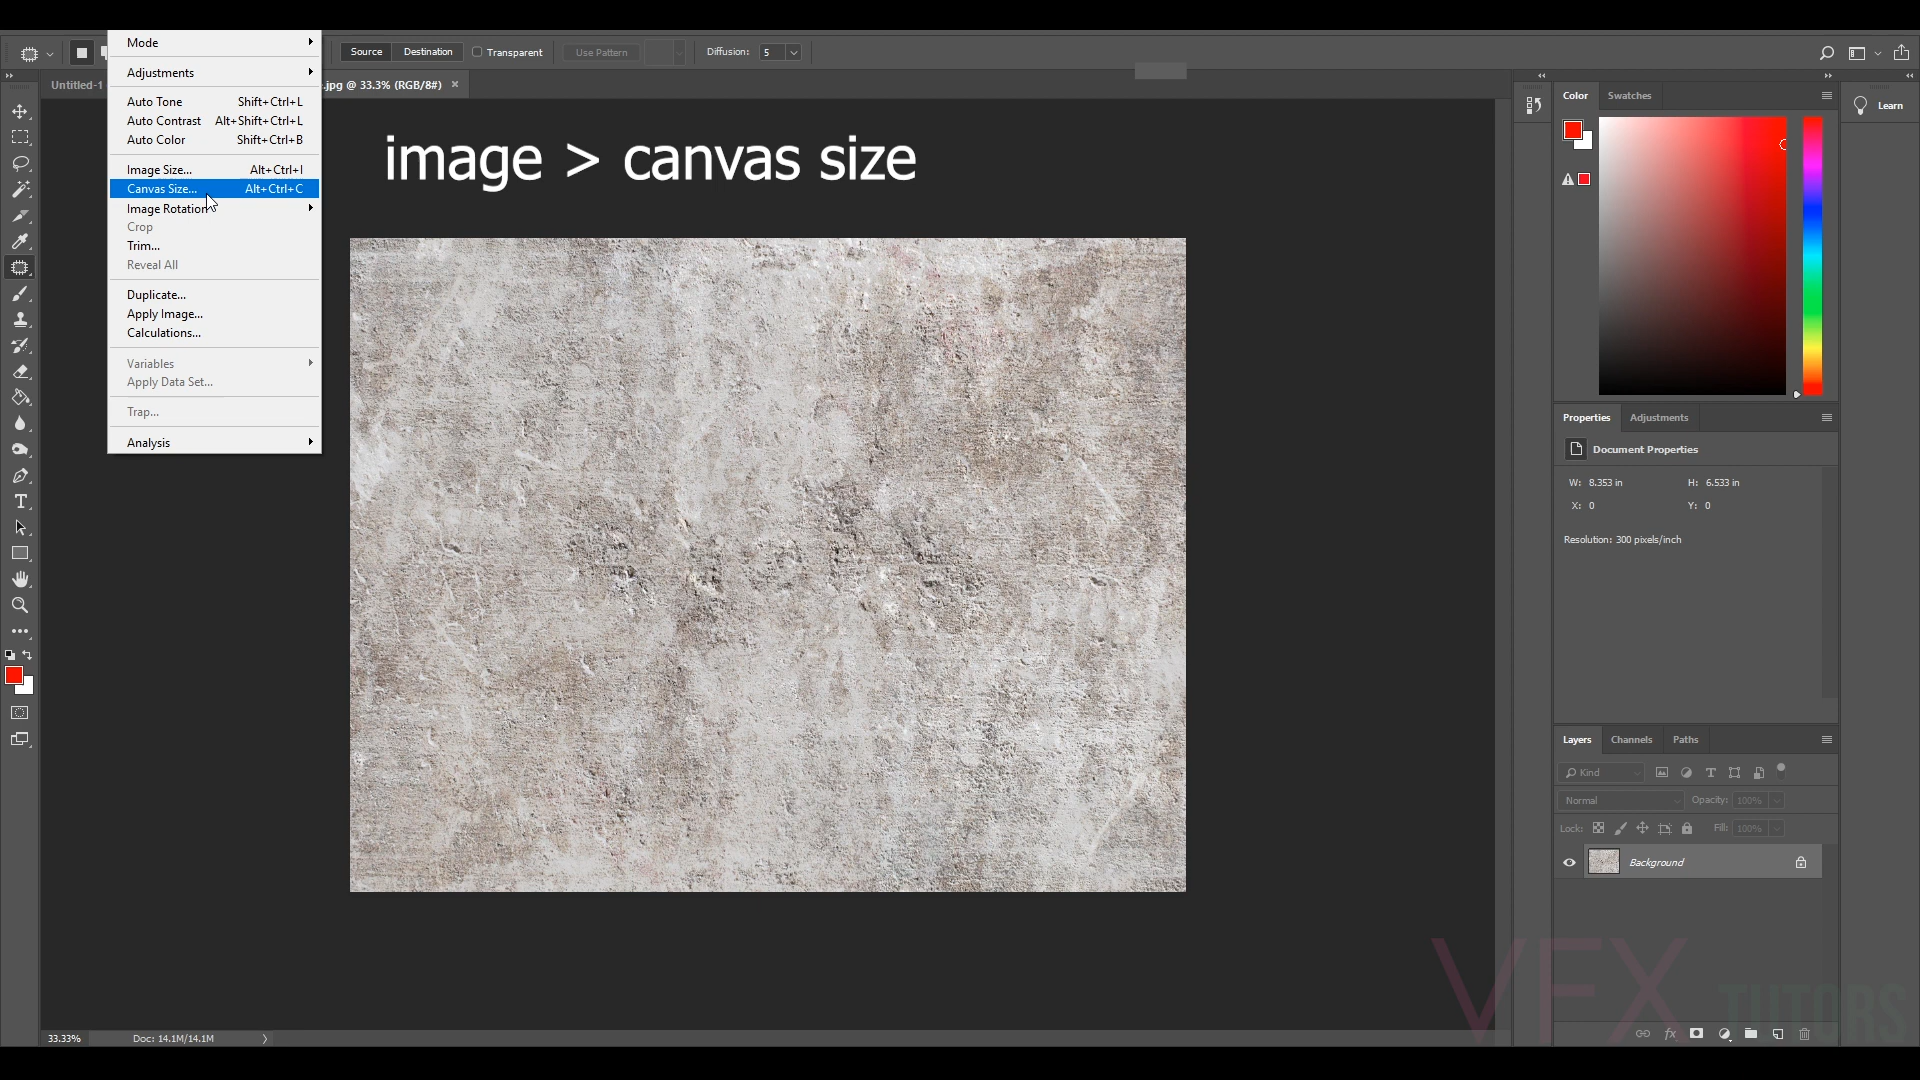 Mode
Adjustments
Auto Tone Shift+Ctrl+L
Auto Contrast Alt+Shift+Ctrl+L
Auto Color Shift+Ctrl+B
Image Size... Alt+Ctrl+I
Canvas Size... Alt+Ctrl+C
Image Rotation
Crop
Trim...
Reveal All
Duplicate...
Apply Image...
Calculations...
Variables
Apply Data Set...
Trap...
Analysis
Source Destination Transparent Use Pattern Diffusion: 5
Untitled-1 .jpg @ 33.3% (RGB/8#) ×
image > canvas size
Color Swatches
Learn
Properties Adjustments
Document Properties
W: 8.353 in H: 6.533 in
X: 0 Y: 0
Resolution: 300 pixels/inch
Layers Channels Paths
Kind
Normal Opacity: 100%
Lock: Fill: 100%
Background
VFX TUTORS
fx
33.33% Doc: 14.1M/14.1M